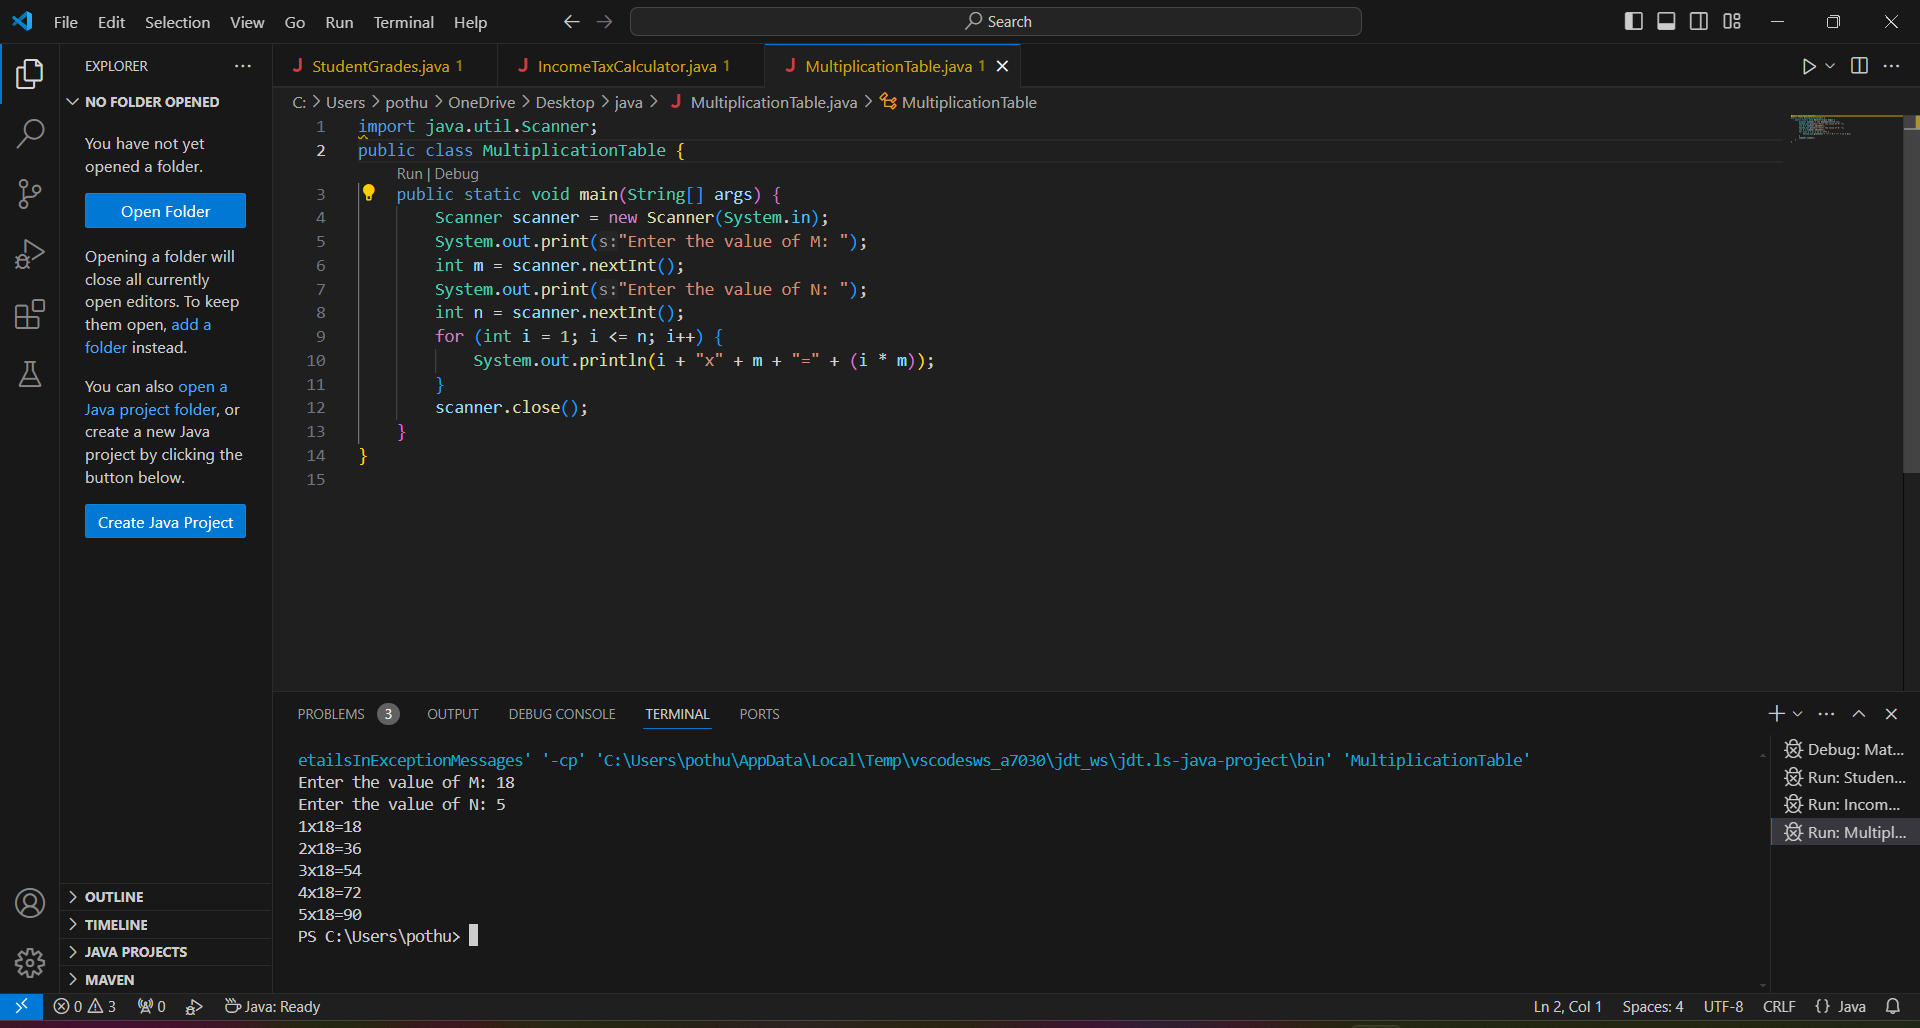 File Edit Selection View Go Run Terminal Help
Search
EXPLORER
NO FOLDER OPENED
You have not yet
opened a folder.
Open Folder
Opening a folder will
close all currently
open editors. To keep
them open, add a
folder instead.
You can also open a
Java project folder, or
create a new Java
project by clicking the
button below.
Create Java Project
OUTLINE
TIMELINE
JAVA PROJECTS
MAVEN
J StudentGrades.java 1
J IncomeTaxCalculator.java 1
J MultiplicationTable.java 1
C: > Users > pothu > OneDrive > Desktop > java > J MultiplicationTable.java > MultiplicationTable
1 import java.util.Scanner;
2 public class MultiplicationTable {
Run | Debug
3 public static void main(String[] args) {
4 Scanner scanner = new Scanner(System.in);
5 System.out.print(s:"Enter the value of M: ");
6 int m = scanner.nextInt();
7 System.out.print(s:"Enter the value of N: ");
8 int n = scanner.nextInt();
9 for (int i = 1; i <= n; i++) {
10 System.out.println(i + "x" + m + "=" + (i * m));
11 }
12 scanner.close();
13 }
14 }
15
PROBLEMS 3 OUTPUT DEBUG CONSOLE TERMINAL PORTS
etailsInExceptionMessages' '-cp' 'C:\Users\pothu\AppData\Local\Temp\vscodesws_a7030\jdt_ws\jdt.ls-java-project\bin' 'MultiplicationTable'
Enter the value of M: 18
Enter the value of N: 5
1x18=18
2x18=36
3x18=54
4x18=72
5x18=90
PS C:\Users\pothu>
Debug: Mat...
Run: Studen...
Run: Incom...
Run: Multipl...
0 3 0 Java: Ready
Ln 2, Col 1 Spaces: 4 UTF-8 CRLF {} Java